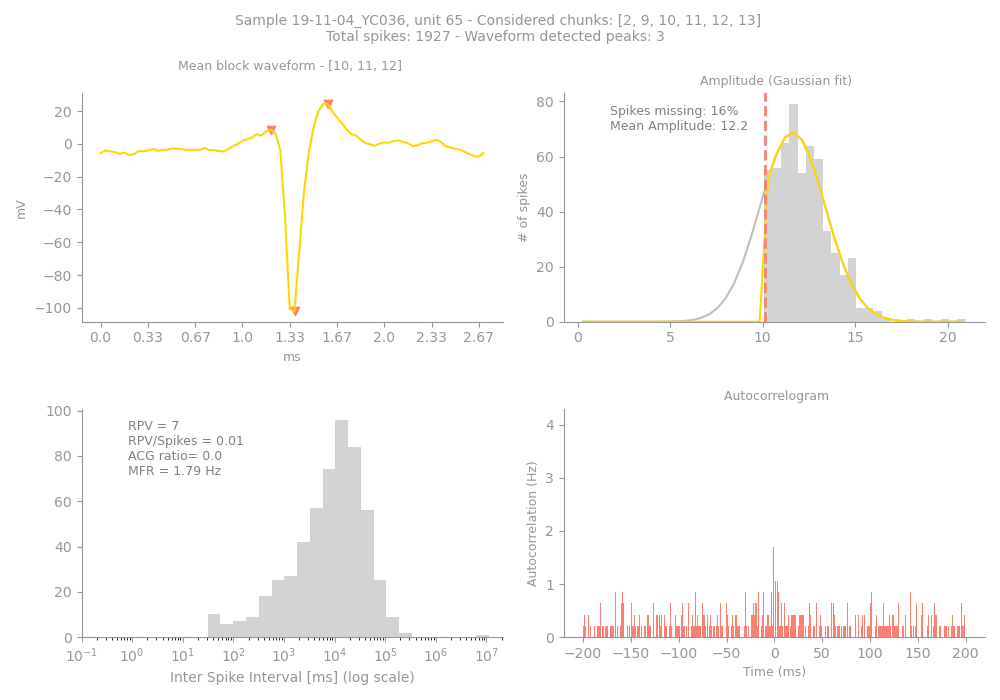 Sample 19-11-04_YC036, unit 65 - Considered chunks: [2, 9, 10, 11, 12, 13]
Total spikes: 1927 - Waveform detected peaks: 3
Mean block waveform - [10, 11, 12]
20
0
−20
−40
−60
−80
−100
mV
0.0 0.33 0.67 1.0 1.33 1.67 2.0 2.33 2.67
ms
Amplitude (Gaussian fit)
Spikes missing: 16%
Mean Amplitude: 12.2
80
60
40
20
0
# of spikes
0 5 10 15 20
RPV = 7
RPV/Spikes = 0.01
ACG ratio= 0.0
MFR = 1.79 Hz
100
80
60
40
20
0
10⁻¹ 10⁰ 10¹ 10² 10³ 10⁴ 10⁵ 10⁶ 10⁷
Inter Spike Interval [ms] (log scale)
Autocorrelogram
4
3
2
1
0
Autocorrelation (Hz)
−200 −150 −100 −50 0 50 100 150 200
Time (ms)